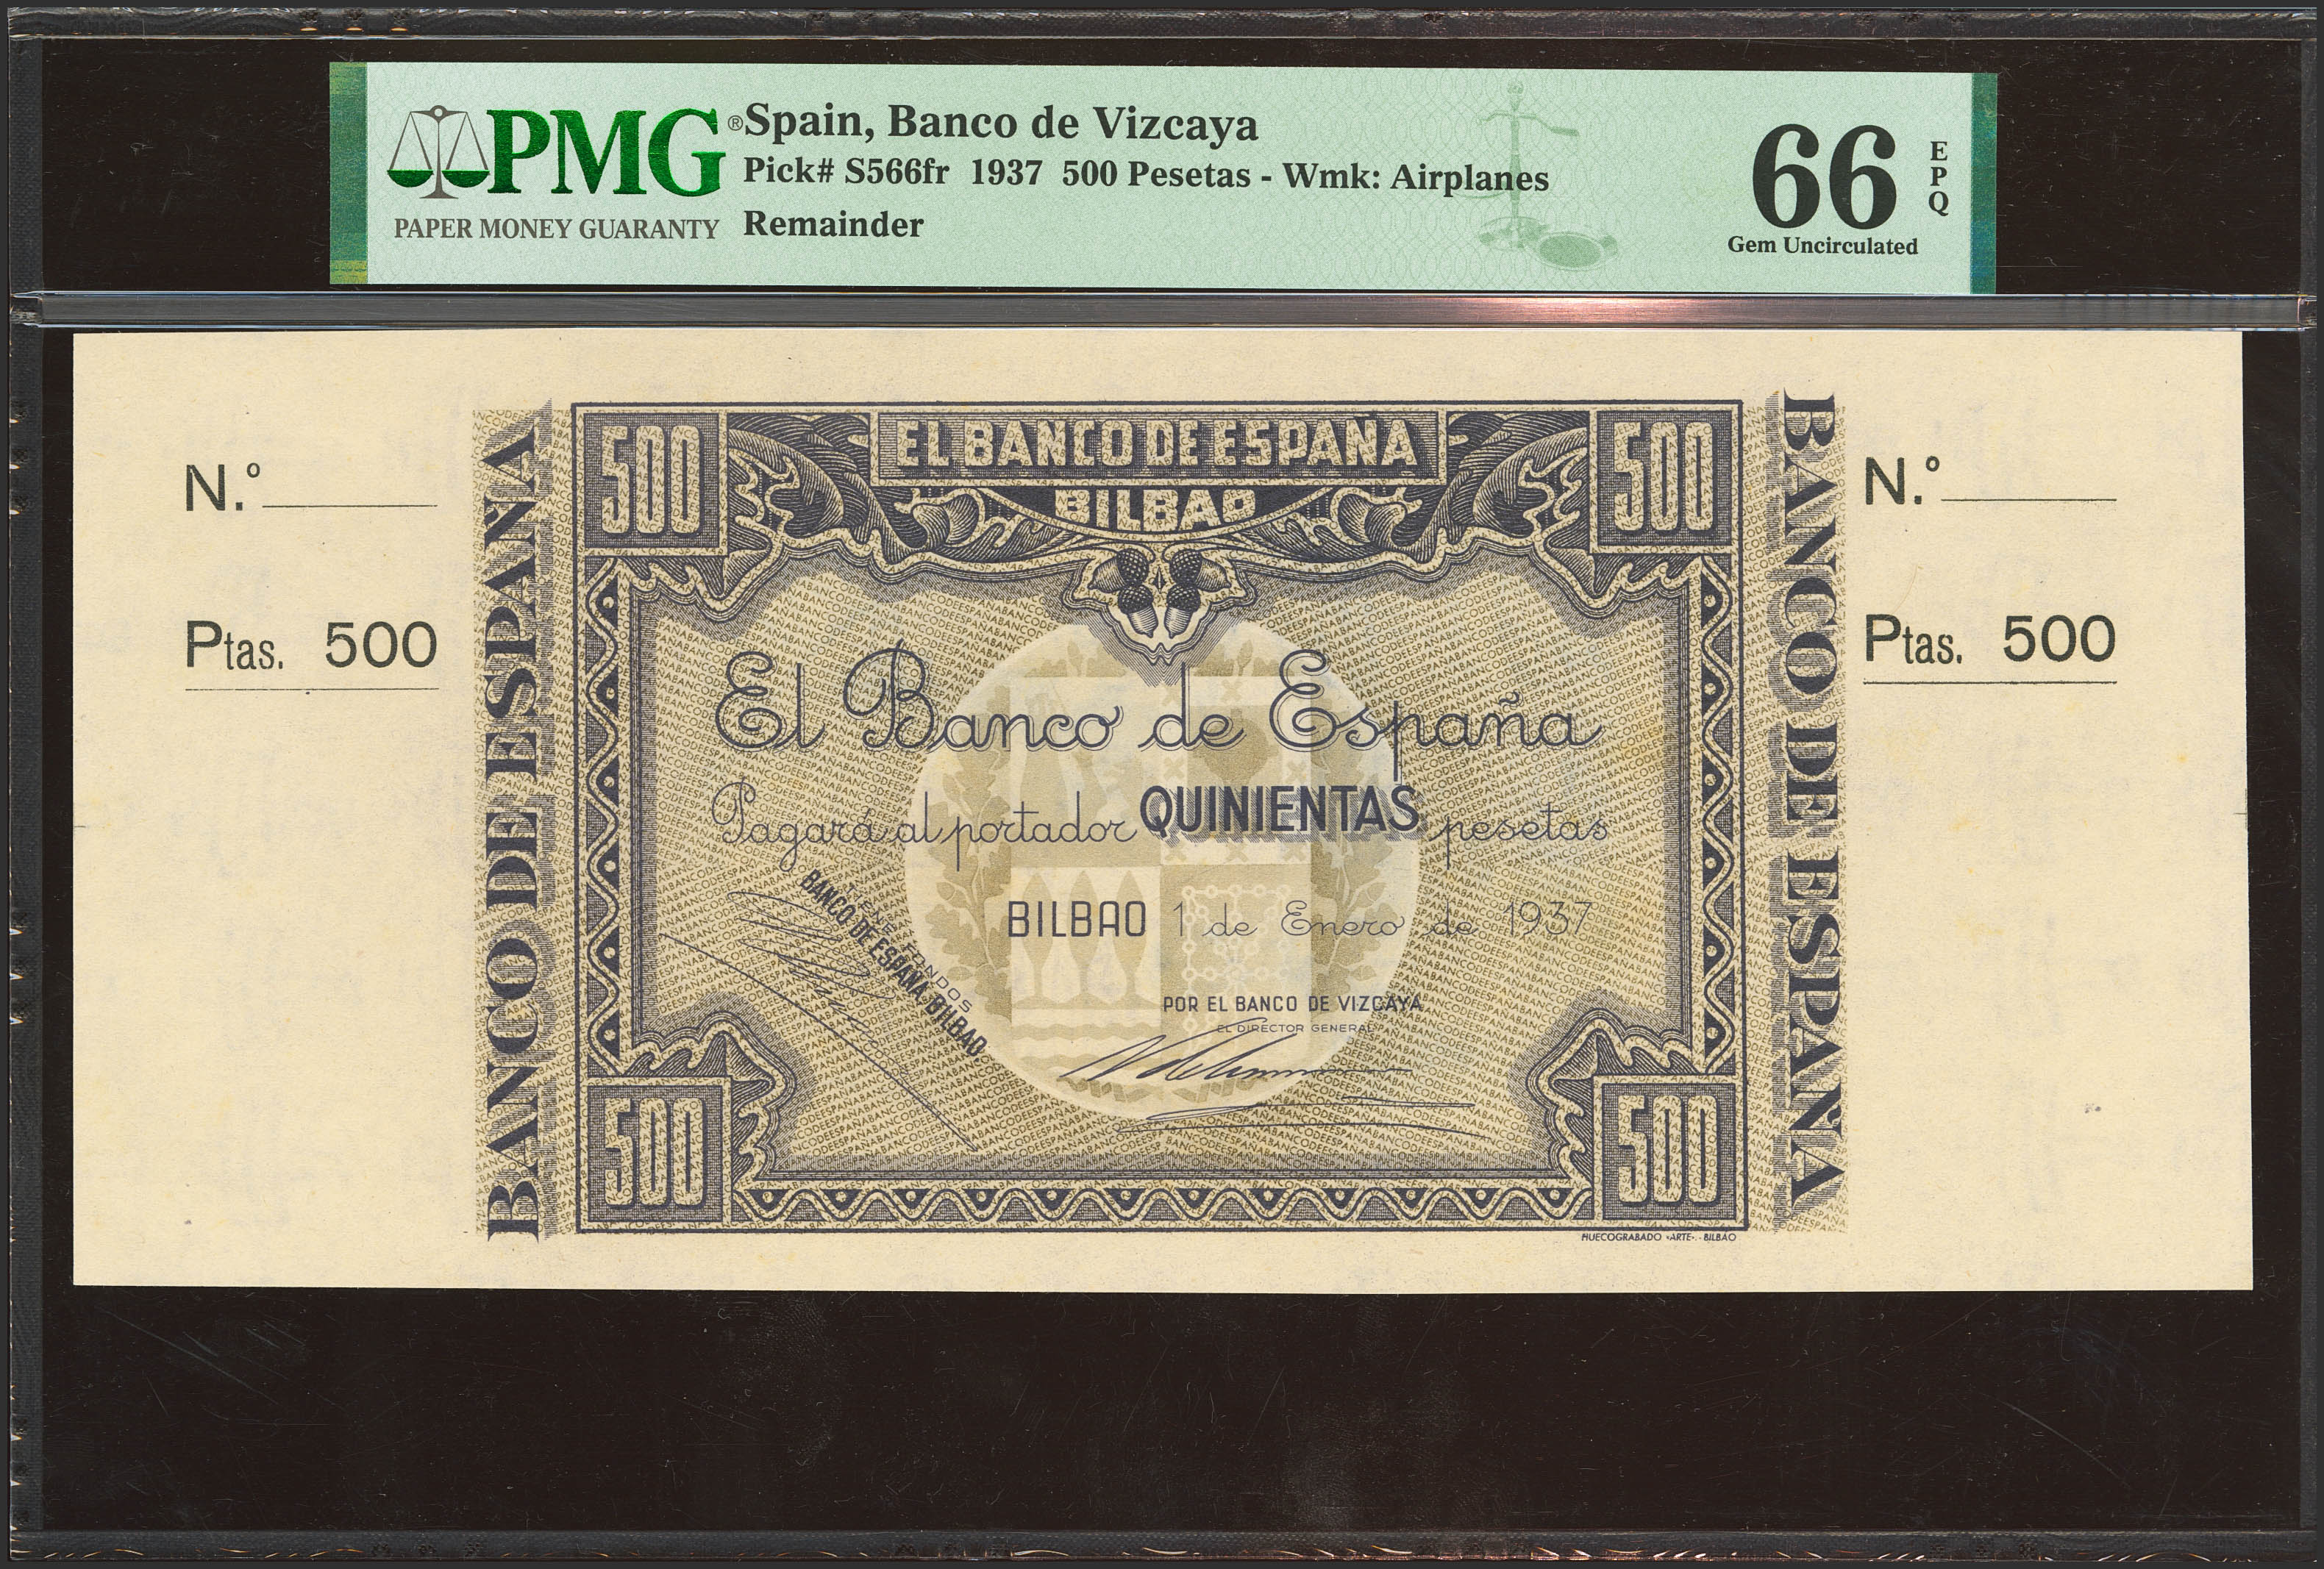 PMG®
PAPER MONEY GUARANTY
Spain, Banco de Vizcaya
Pick# S566fr 1937 500 Pesetas - Wmk: Airplanes
Remainder
66
EPQ
Gem Uncirculated
N.º
Ptas. 500
BANCO DE ESPAÑA
500
EL BANCO DE ESPAÑA
BILBAO
500
El Banco de España
Pagará al portador QUINIENTAS pesetas
BILBAO 1 de Enero de 1937
TIENE FONDOS
BANCO DE ESPAÑA.BILBAO
POR EL BANCO DE VIZCAYA
EL DIRECTOR GENERAL
500
500
HUECOGRABADO «ARTE».-BILBAO
BANCO DE ESPAÑA
N.º
Ptas. 500